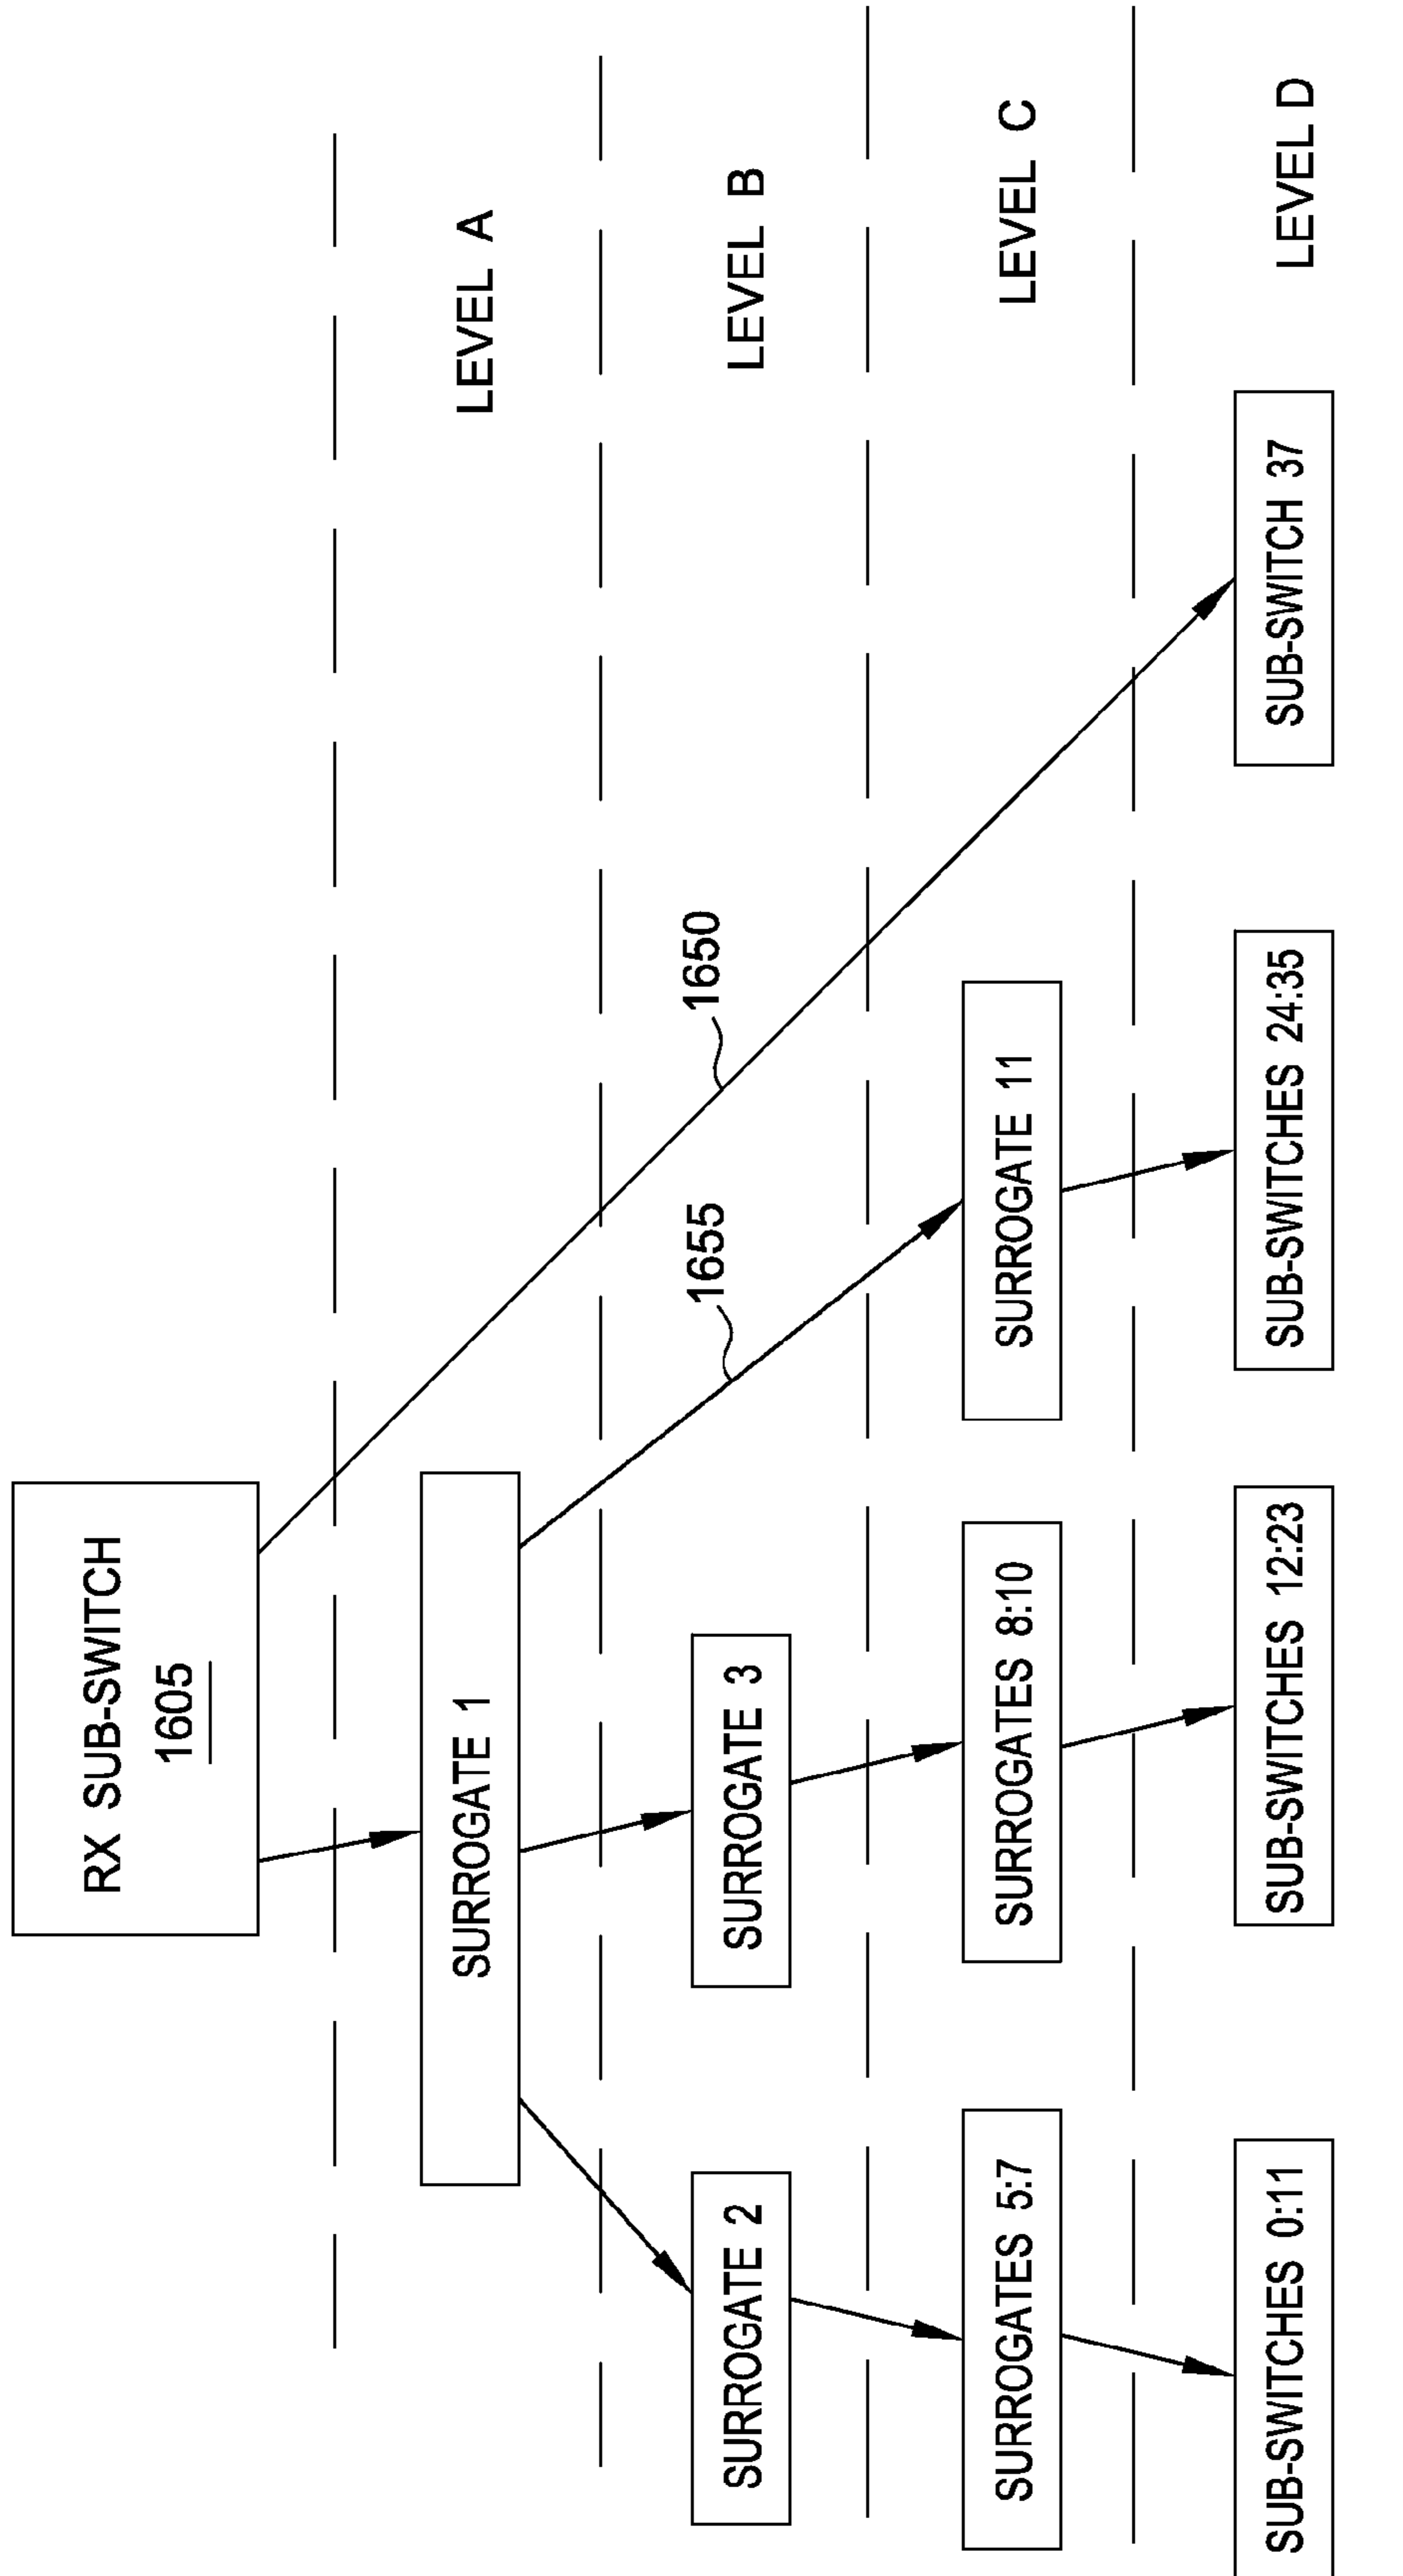 RX SUB-SWITCH
1605
SURROGATE 1
LEVEL A
SURROGATE 2
SURROGATE 3
1655
1650
LEVEL B
SURROGATES 5:7
SURROGATES 8:10
SURROGATE 11
LEVEL C
SUB-SWITCHES 0:11
SUB-SWITCHES 12:23
SUB-SWITCHES 24:35
SUB-SWITCH 37
LEVEL D